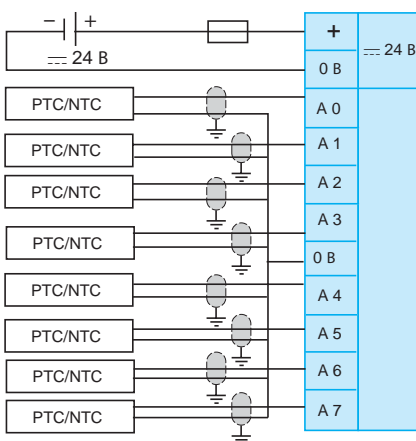 − +
+
⎓ 24 B
⎓ 24 B
0 B
PTC/NTC
A 0
PTC/NTC
A 1
PTC/NTC
A 2
A 3
PTC/NTC
0 B
PTC/NTC
A 4
PTC/NTC
A 5
PTC/NTC
A 6
PTC/NTC
A 7